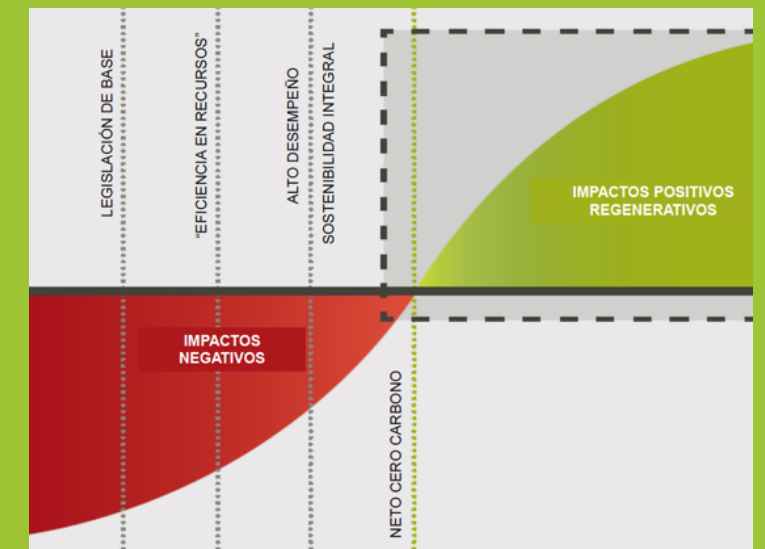 LEGISLACIÓN DE BASE
"EFICIENCIA EN RECURSOS"
ALTO DESEMPEÑO
SOSTENIBILIDAD INTEGRAL
IMPACTOS POSITIVOS
REGENERATIVOS
IMPACTOS
NEGATIVOS
NETO CERO CARBONO